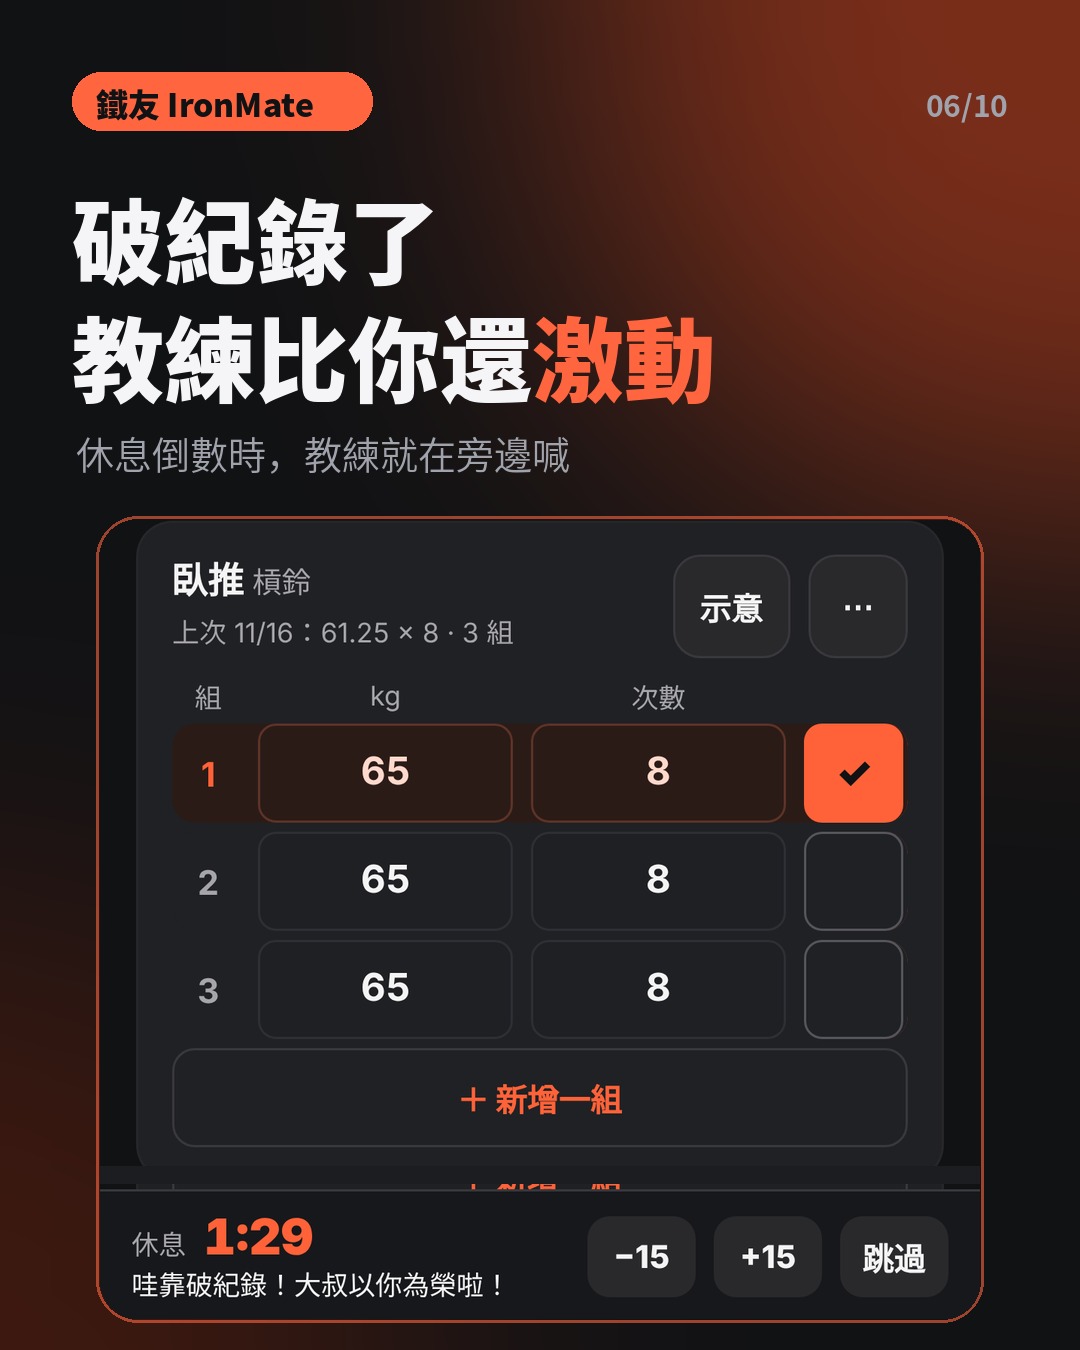 鐵友 IronMate
06/10
破紀錄了
教練比你還激動
休息倒數時，教練就在旁邊喊
臥推 槓鈴
上次 11/16：61.25 × 8 · 3 組
示意
···
組 kg 次數
1 65 8 ✓
2 65 8
3 65 8
＋ 新增一組
休息 1:29
哇靠破紀錄！大叔以你為榮啦！
−15
+15
跳過